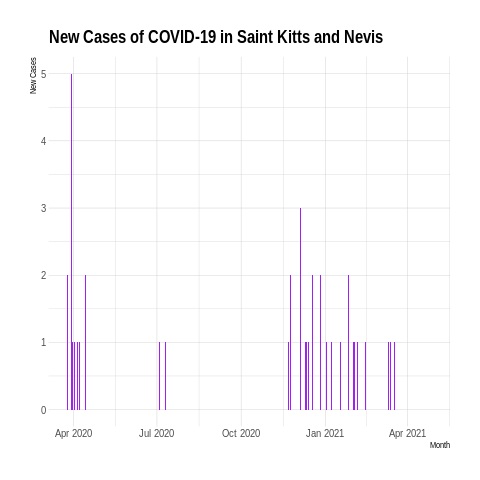 New Cases of COVID-19 in Saint Kitts and Nevis
New Cases
5
4
3
2
1
0
Apr 2020 Jul 2020 Oct 2020 Jan 2021 Apr 2021
Month